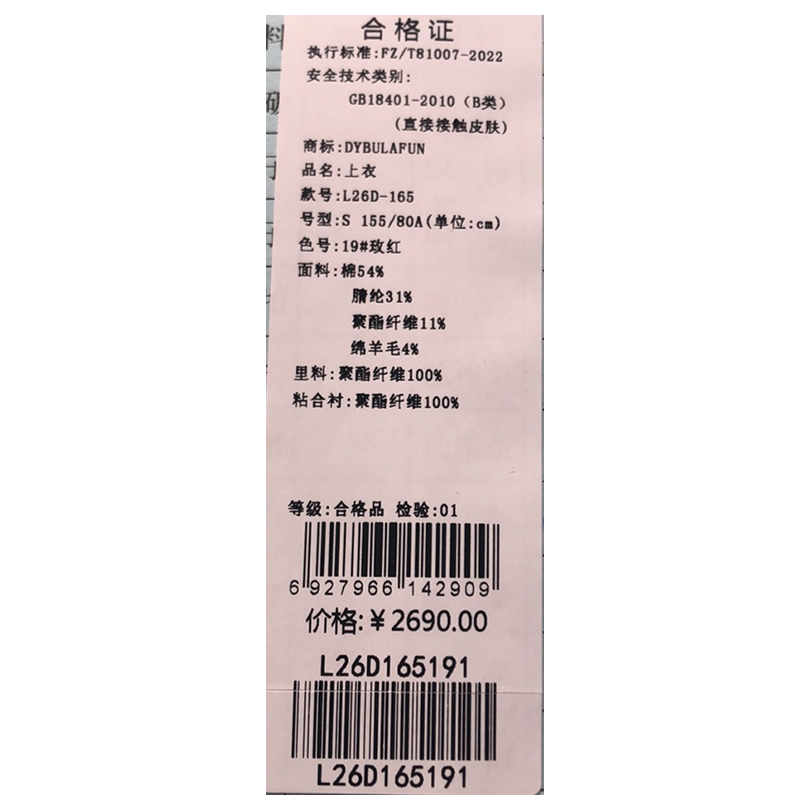 合格证
执行标准:FZ/T81007-2022
安全技术类别:
GB18401-2010（B类）
(直接接触皮肤)
商标:DYBULAFUN
品名:上衣
款号:L26D-165
号型:S 155/80A(单位:cm)
色号:19#玫红
面料:棉54%
腈纶31%
聚酯纤维11%
绵羊毛4%
里料:聚酯纤维100%
粘合衬:聚酯纤维100%
等级:合格品 检验:01
6 927966 142909
价格:¥2690.00
L26D165191
L26D165191